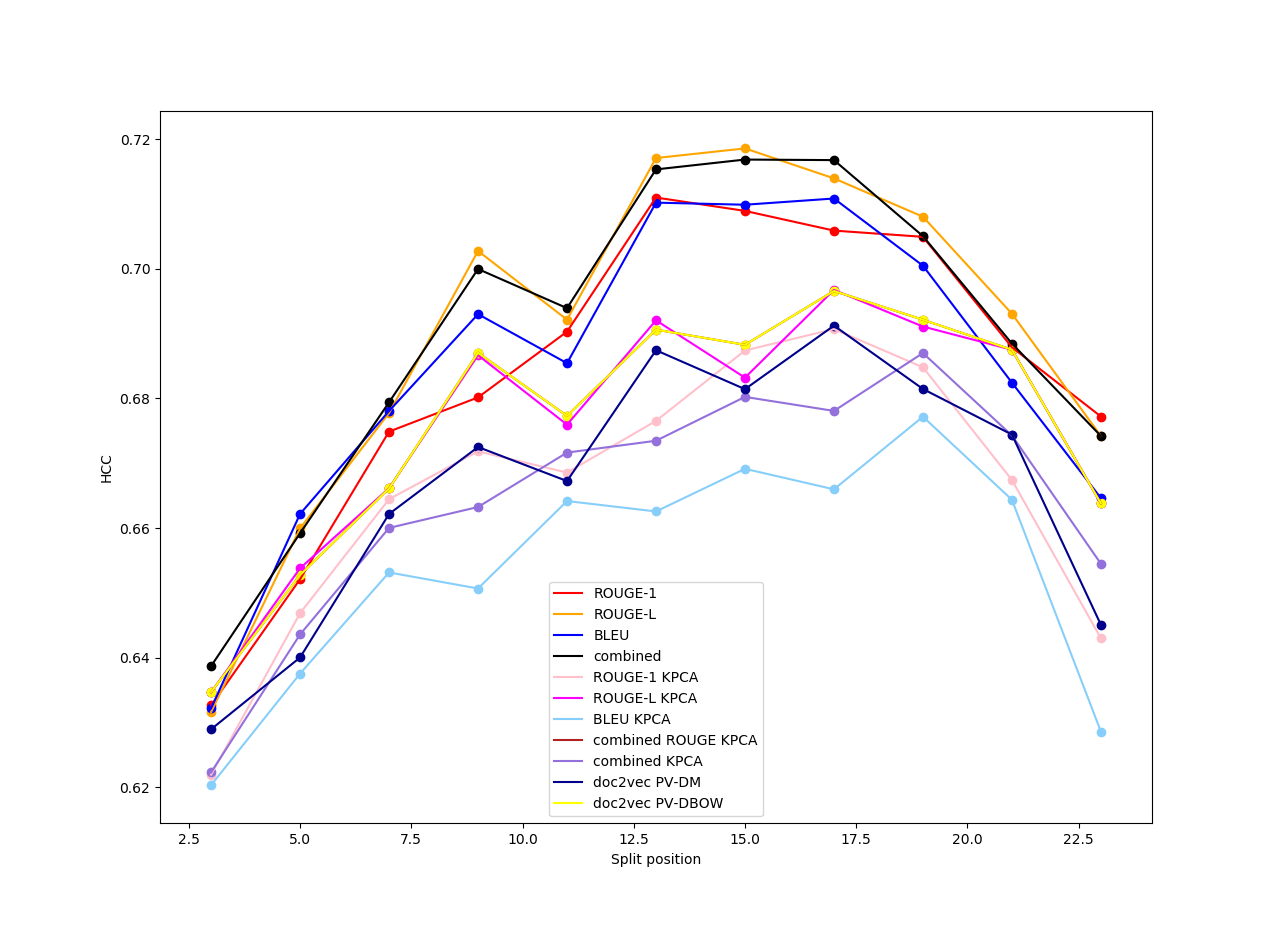 0.72
0.70
0.68
0.66
0.64
0.62
HCC
ROUGE-1
ROUGE-L
BLEU
combined
ROUGE-1 KPCA
ROUGE-L KPCA
BLEU KPCA
combined ROUGE KPCA
combined KPCA
doc2vec PV-DM
doc2vec PV-DBOW
2.5 5.0 7.5 10.0 12.5 15.0 17.5 20.0 22.5
Split position